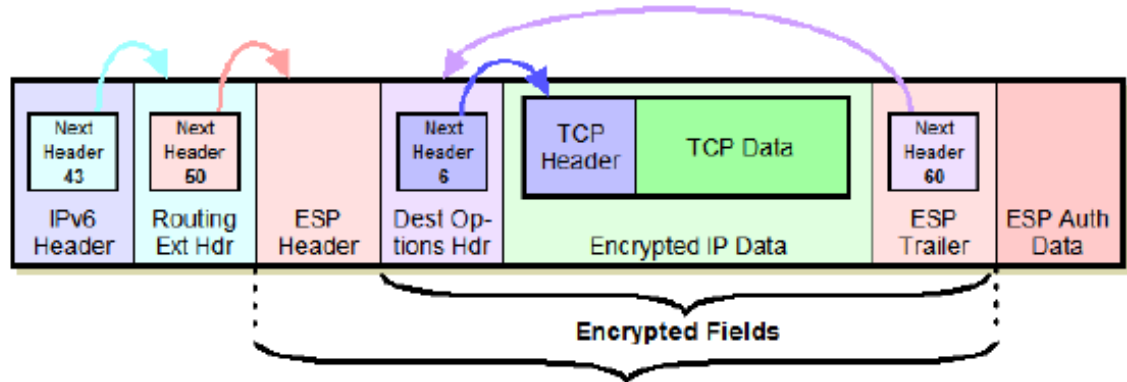 Next
Header
43
IPv6
Header
Next
Header
50
Routing
Ext Hdr
ESP
Header
Next
Header
6
Dest Op-
tions Hdr
TCP
Header
TCP Data
Encrypted IP Data
Next
Header
60
ESP
Trailer
ESP Auth
Data
Encrypted Fields